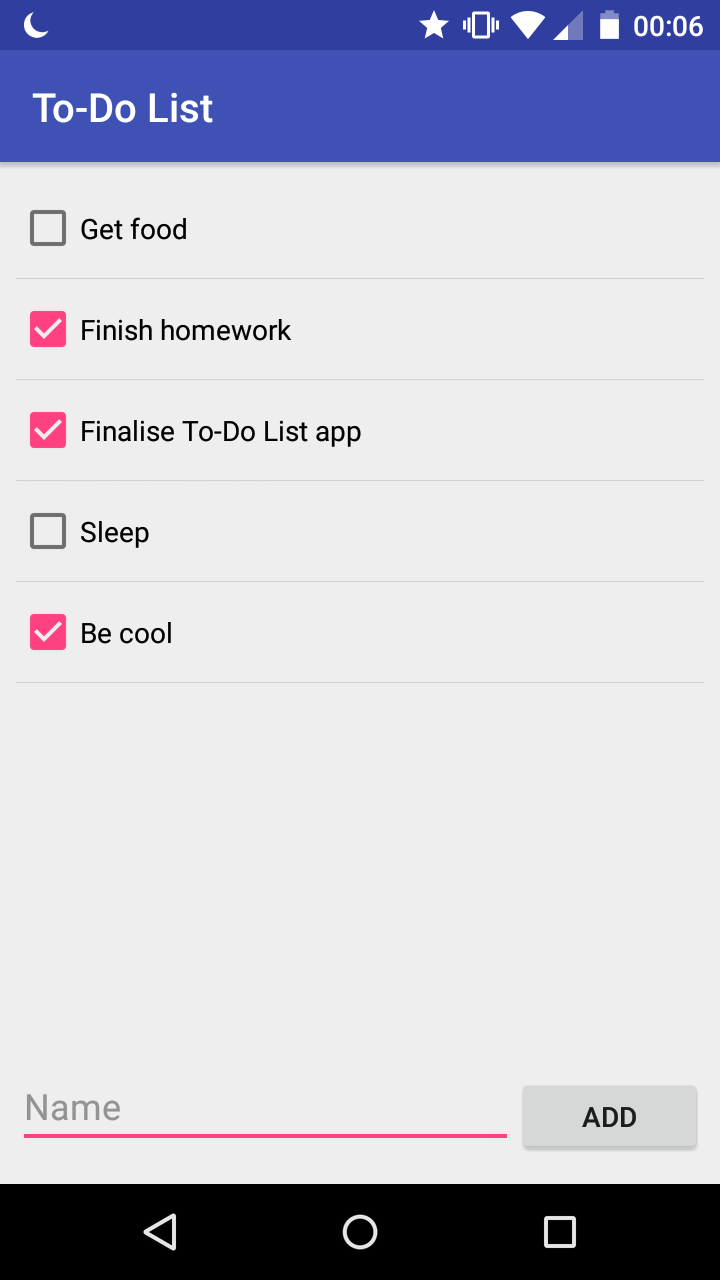 00:06
To-Do List
Get food
Finish homework
Finalise To-Do List app
Sleep
Be cool
Name
ADD